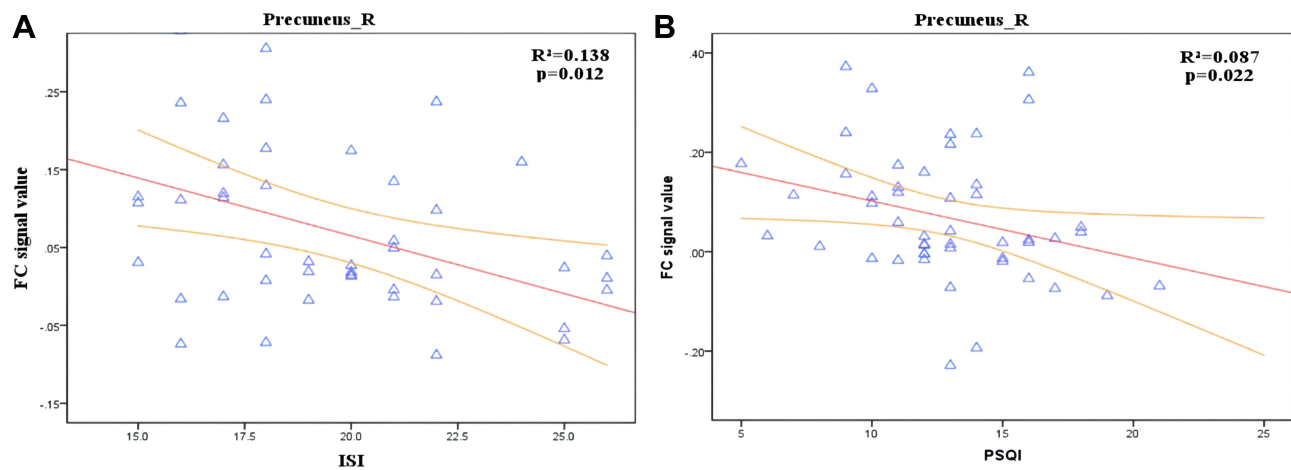 A
Precuneus_R
R²=0.138
p=0.012
FC signal value
.25
.15
.05
-.05
-.15
15.0
17.5
20.0
22.5
25.0
ISI
B
Precuneus_R
R²=0.087
p=0.022
FC signal value
.40
.20
.00
-.20
5
10
15
20
25
PSQI